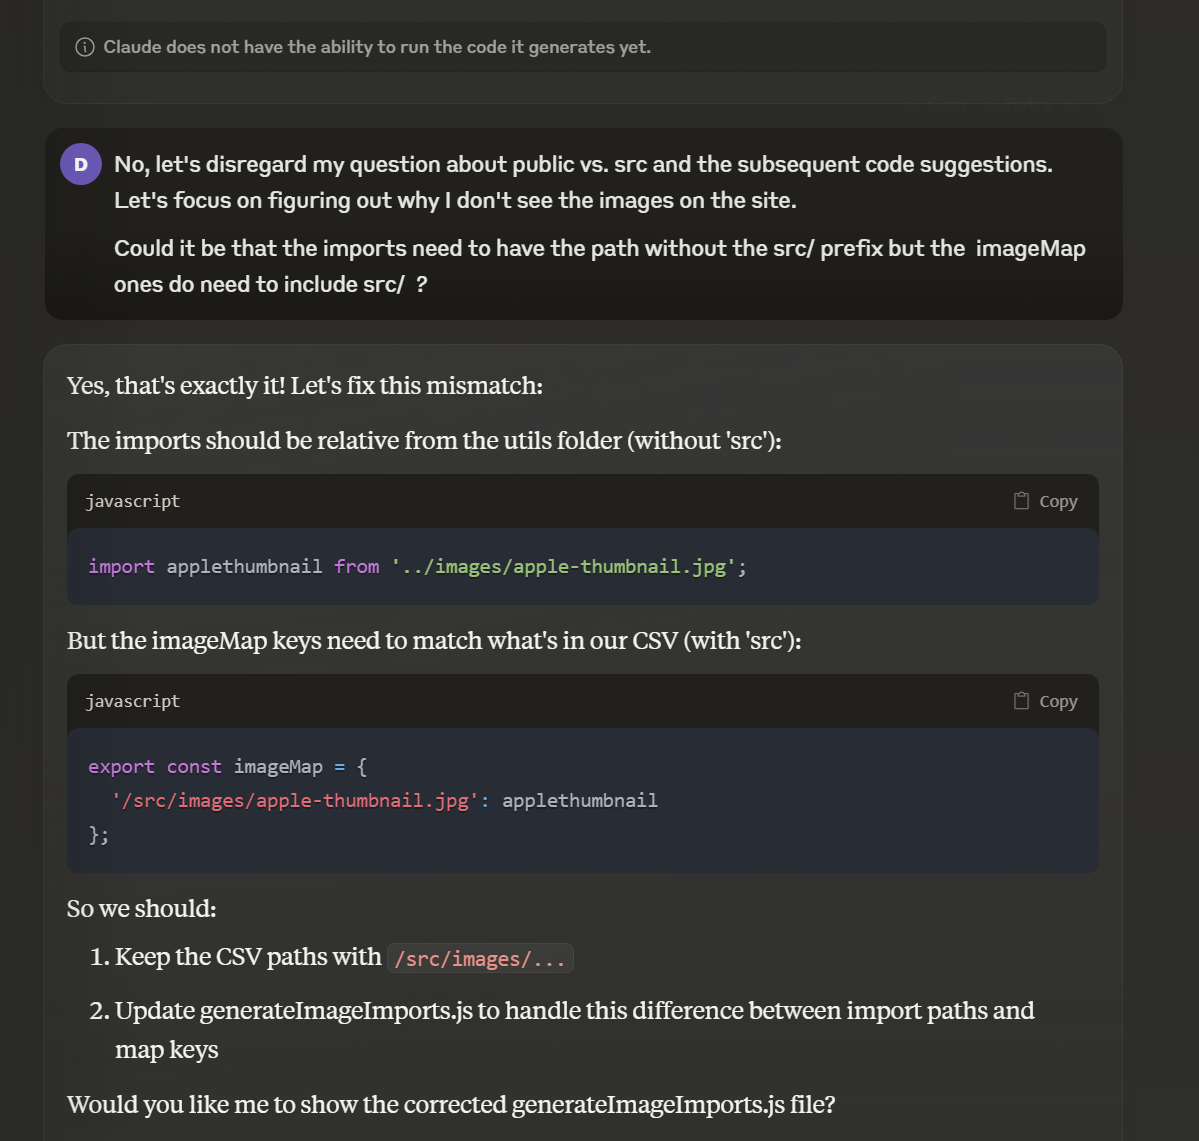 Claude does not have the ability to run the code it generates yet.
D
No, let's disregard my question about public vs. src and the subsequent code suggestions.
Let's focus on figuring out why I don't see the images on the site.
Could it be that the imports need to have the path without the src/ prefix but the  imageMap
ones do need to include src/  ?
Yes, that's exactly it! Let's fix this mismatch:
The imports should be relative from the utils folder (without 'src'):
javascript
Copy
import applethumbnail from '../images/apple-thumbnail.jpg';
But the imageMap keys need to match what's in our CSV (with 'src'):
javascript
Copy
export const imageMap = {
  '/src/images/apple-thumbnail.jpg': applethumbnail
};
So we should:
1. Keep the CSV paths with /src/images/...
2. Update generateImageImports.js to handle this difference between import paths and
map keys
Would you like me to show the corrected generateImageImports.js file?